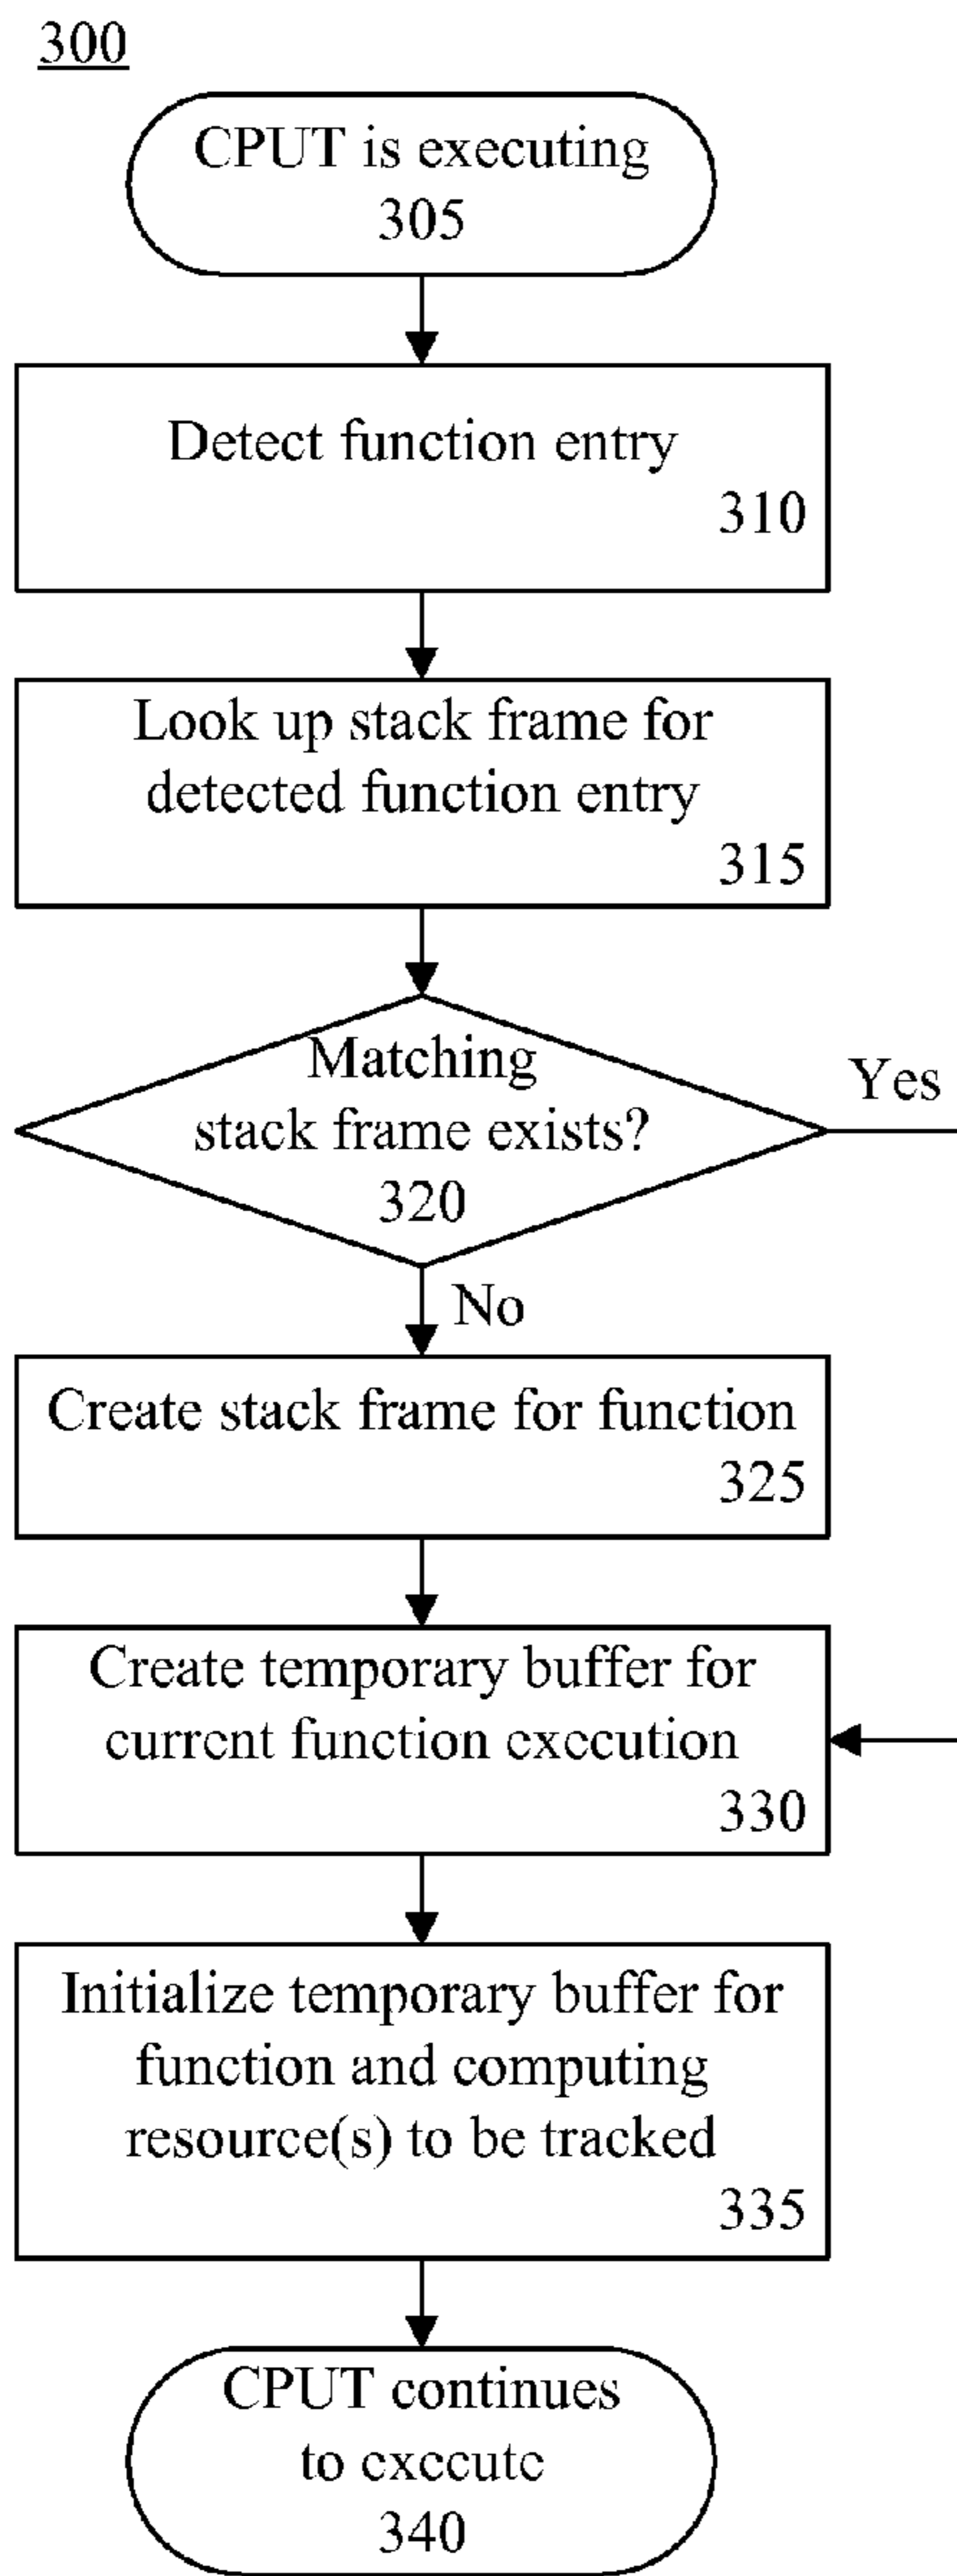 300
CPUT is executing
305
Detect function entry
310
Look up stack frame for
detected function entry
315
Matching
stack frame exists?
320
Yes
No
Create stack frame for function
325
Create temporary buffer for
current function execution
330
Initialize temporary buffer for
function and computing
resource(s) to be tracked
335
CPUT continues
to execute
340